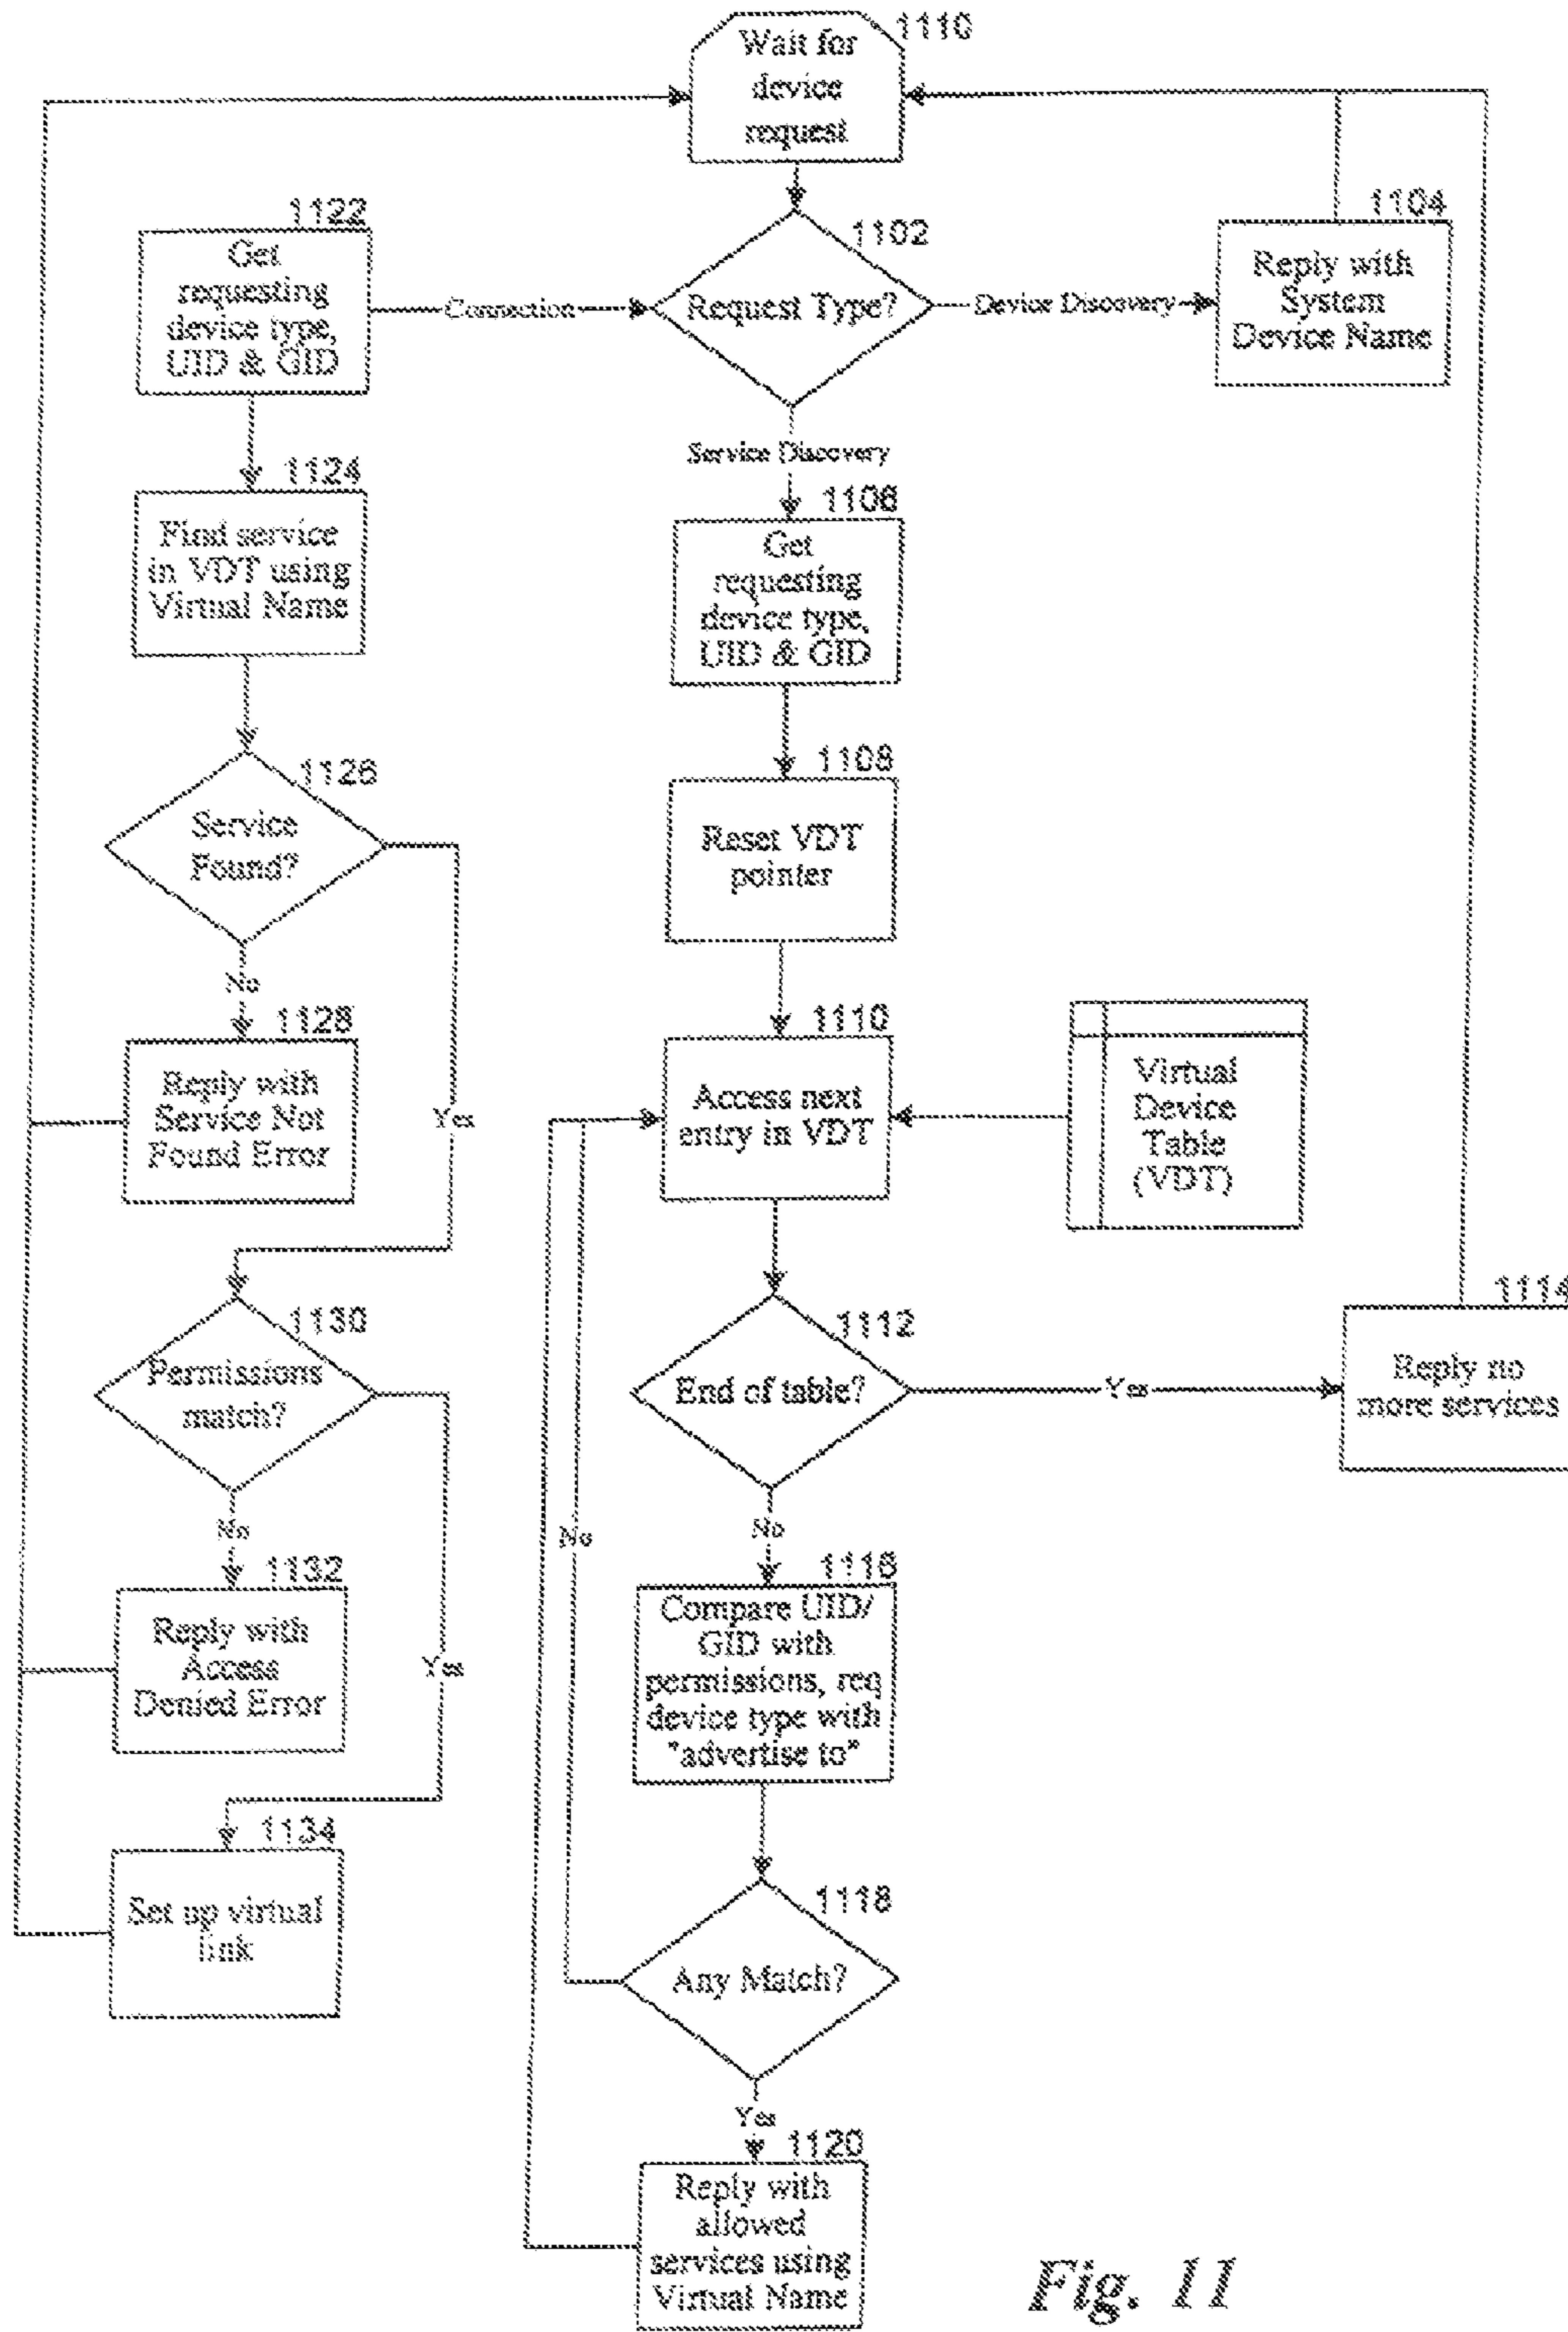 1110
Wait for
device
request
1102
Request Type?
Connection
Device Discovery
1104
Reply with
System
Device Name
1122
Get
requesting
device type,
UID & GID
Service Discovery
1106
Get
requesting
device type,
UID & GID
1124
Find service
in VDT using
Virtual Name
1108
Reset VDT
pointer
1126
Service
Found?
No
Yes
1128
Reply with
Service Not
Found Error
1110
Access next
entry in VDT
Virtual
Device
Table
(VDT)
1130
Permissions
match?
No
Yes
1112
End of table?
Yes
No
1114
Reply no
more services
1132
Reply with
Access
Denied Error
1116
Compare UID/
GID with
permissions, req
device type with
"advertise to"
1134
Set up virtual
link
1118
Any Match?
No
Yes
1120
Reply with
allowed
services using
Virtual Name
Fig. 11